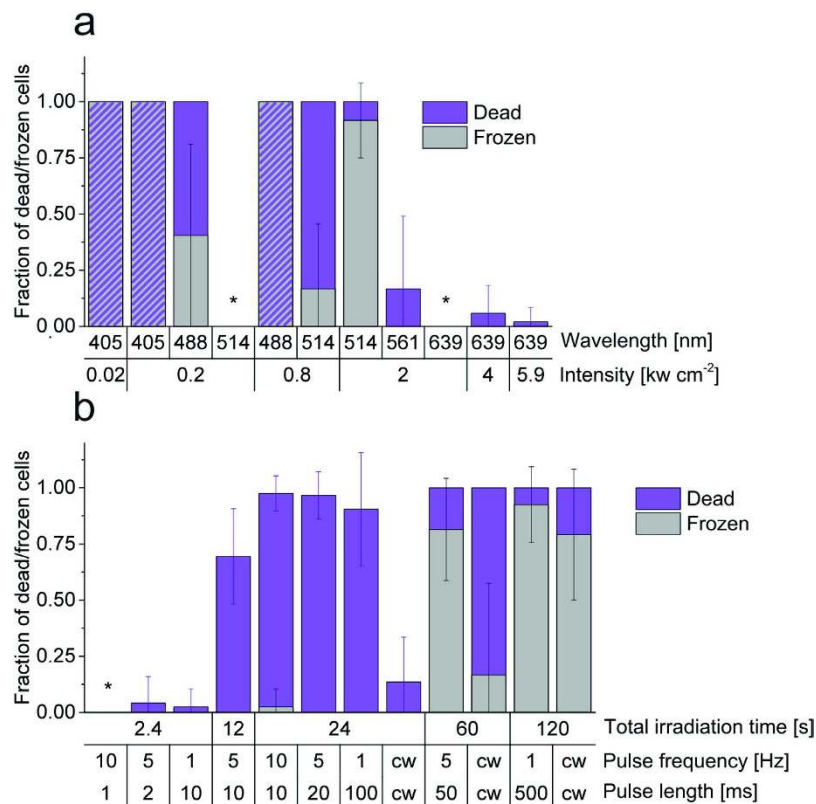 a
Fraction of dead/frozen cells
1.00
0.75
0.50
0.25
0.00
Dead
Frozen
* *
405 405 488 514 488 514 514 561 639 639 639 Wavelength [nm]
0.02 0.2 0.8 2 4 5.9 Intensity [kw cm-2]
b
Fraction of dead/frozen cells
1.00
0.75
0.50
0.25
0.00
Dead
Frozen
*
2.4 12 24 60 120 Total irradiation time [s]
10 5 1 5 10 5 1 cw 5 cw 1 cw Pulse frequency [Hz]
1 2 10 10 10 20 100 cw 50 cw 500 cw Pulse length [ms]